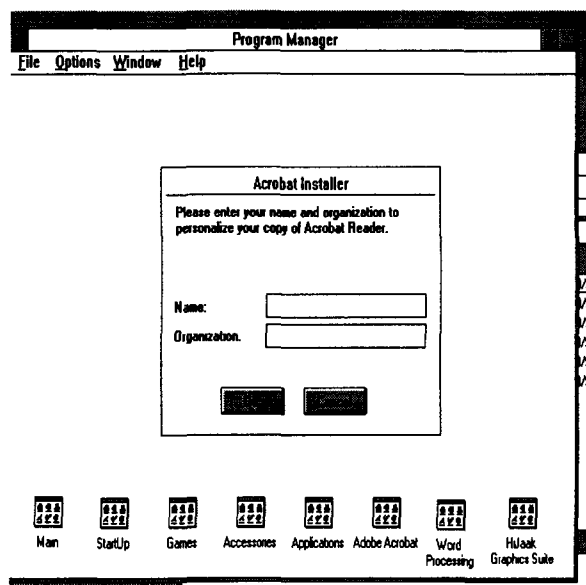 Program Manager
File Options Window Help
Acrobat Installer
Please enter your name and organization to
personalize your copy of Acrobat Reader.
Name:
Organization.
Main StartUp Games Accessories Applications Adobe Acrobat Word Processing HiJaak Graphics Suite